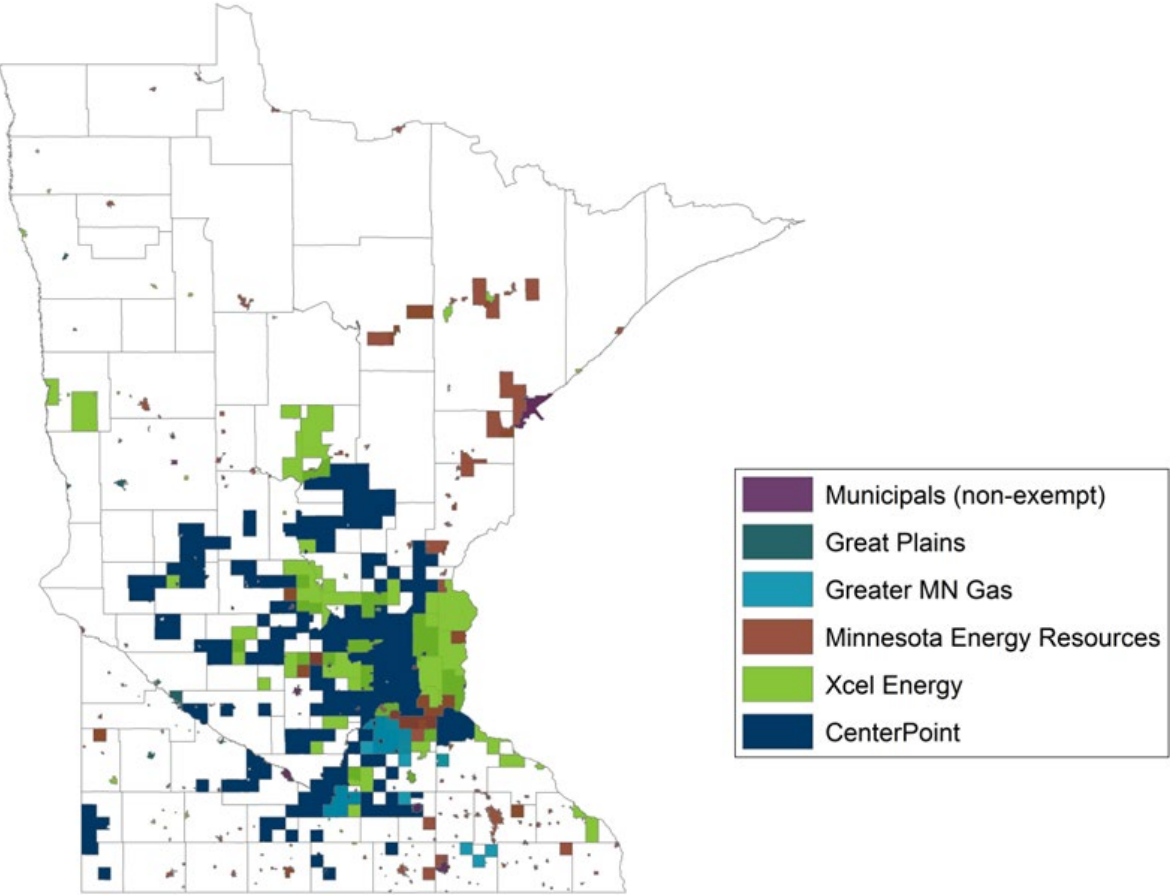 Municipals (non-exempt)
Great Plains
Greater MN Gas
Minnesota Energy Resources
Xcel Energy
CenterPoint